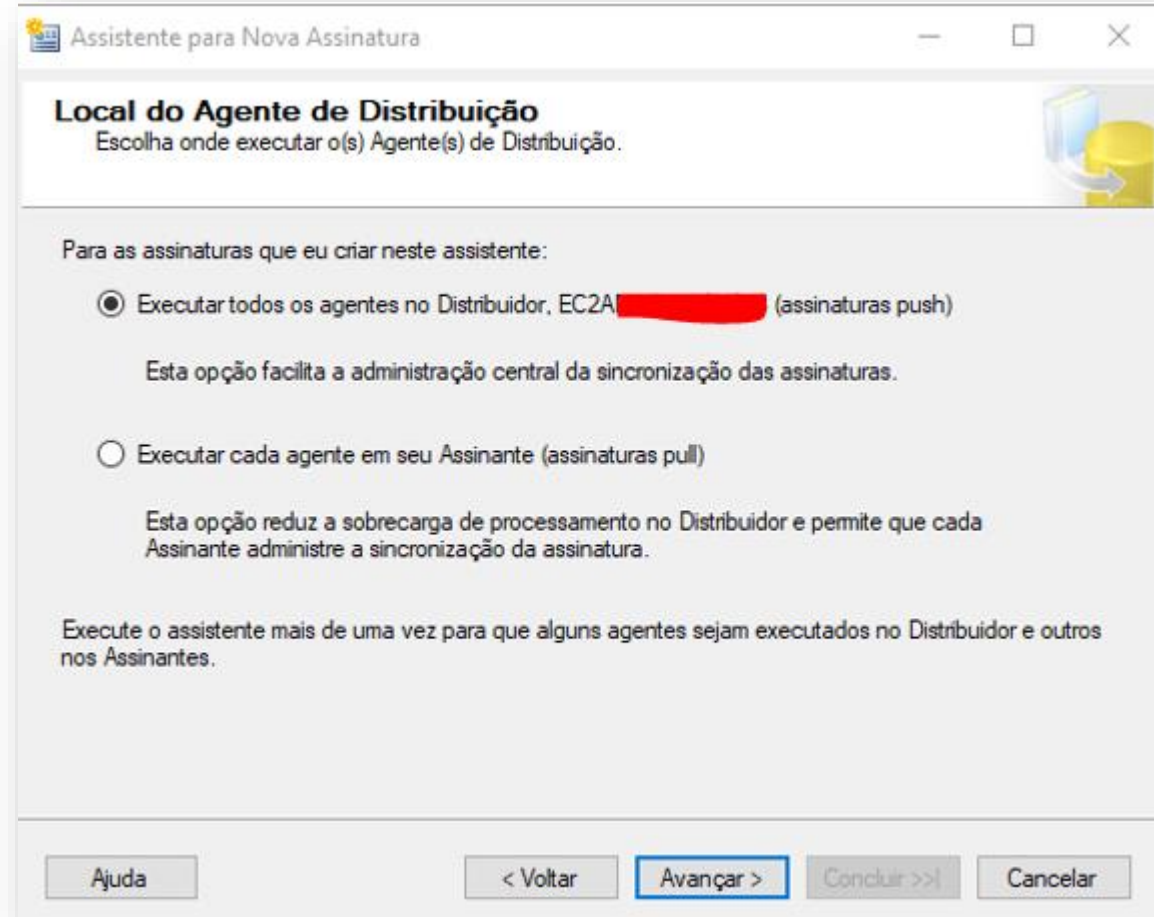 Assistente para Nova Assinatura
Local do Agente de Distribuição
Escolha onde executar o(s) Agente(s) de Distribuição.
Para as assinaturas que eu criar neste assistente:
Executar todos os agentes no Distribuidor, EC2A (assinaturas push)
Esta opção facilita a administração central da sincronização das assinaturas.
Executar cada agente em seu Assinante (assinaturas pull)
Esta opção reduz a sobrecarga de processamento no Distribuidor e permite que cada
Assinante administre a sincronização da assinatura.
Execute o assistente mais de uma vez para que alguns agentes sejam executados no Distribuidor e outros
nos Assinantes.
Ajuda < Voltar Avançar > Concluir >>| Cancelar